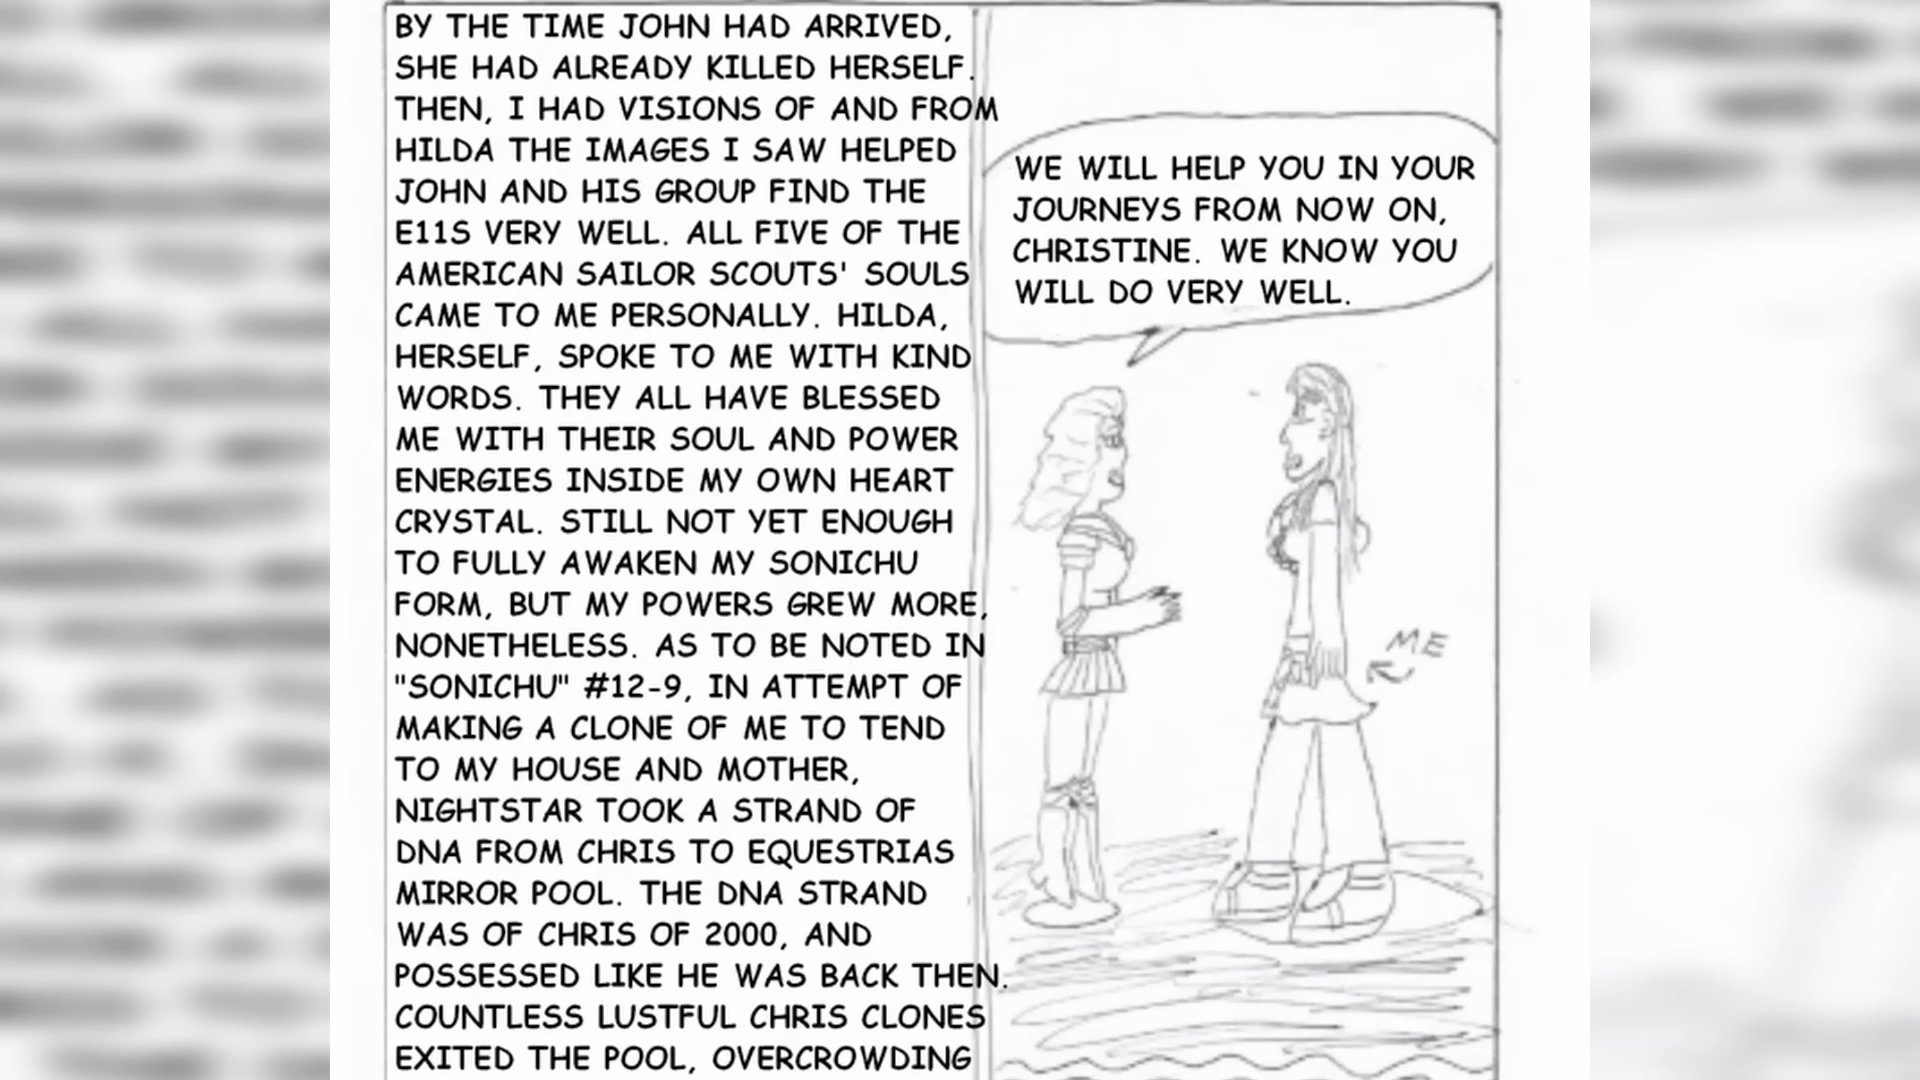 BY THE TIME JOHN HAD ARRIVED,
SHE HAD ALREADY KILLED HERSELF.
THEN, I HAD VISIONS OF AND FROM
HILDA THE IMAGES I SAW HELPED
JOHN AND HIS GROUP FIND THE
E11S VERY WELL. ALL FIVE OF THE
AMERICAN SAILOR SCOUTS' SOULS
CAME TO ME PERSONALLY. HILDA,
HERSELF, SPOKE TO ME WITH KIND
WORDS. THEY ALL HAVE BLESSED
ME WITH THEIR SOUL AND POWER
ENERGIES INSIDE MY OWN HEART
CRYSTAL. STILL NOT YET ENOUGH
TO FULLY AWAKEN MY SONICHU
FORM, BUT MY POWERS GREW MORE,
NONETHELESS. AS TO BE NOTED IN
"SONICHU" #12-9, IN ATTEMPT OF
MAKING A CLONE OF ME TO TEND
TO MY HOUSE AND MOTHER,
NIGHTSTAR TOOK A STRAND OF
DNA FROM CHRIS TO EQUESTRIAS
MIRROR POOL. THE DNA STRAND
WAS OF CHRIS OF 2000, AND
POSSESSED LIKE HE WAS BACK THEN.
COUNTLESS LUSTFUL CHRIS CLONES
EXITED THE POOL, OVERCROWDING
WE WILL HELP YOU IN YOUR
JOURNEYS FROM NOW ON,
CHRISTINE. WE KNOW YOU
WILL DO VERY WELL.
ME